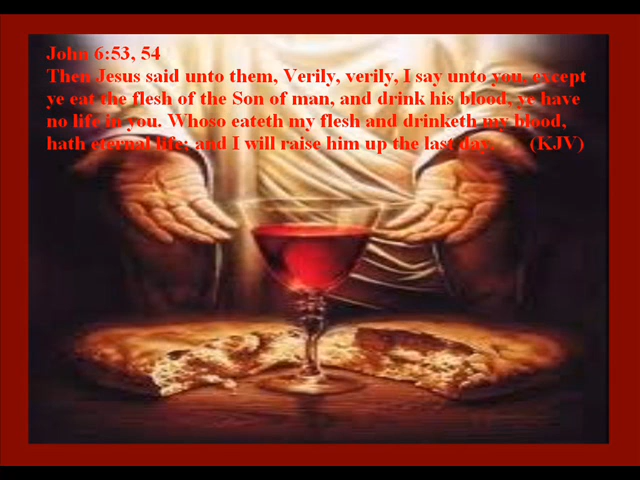 John 6:53, 54
Then Jesus said unto them, Verily, verily, I say unto you, except
ye eat the flesh of the Son of man, and drink his blood, ye have
no life in you. Whoso eateth my flesh and drinketh my blood,
hath eternal life; and I will raise him up the last day. (KJV)